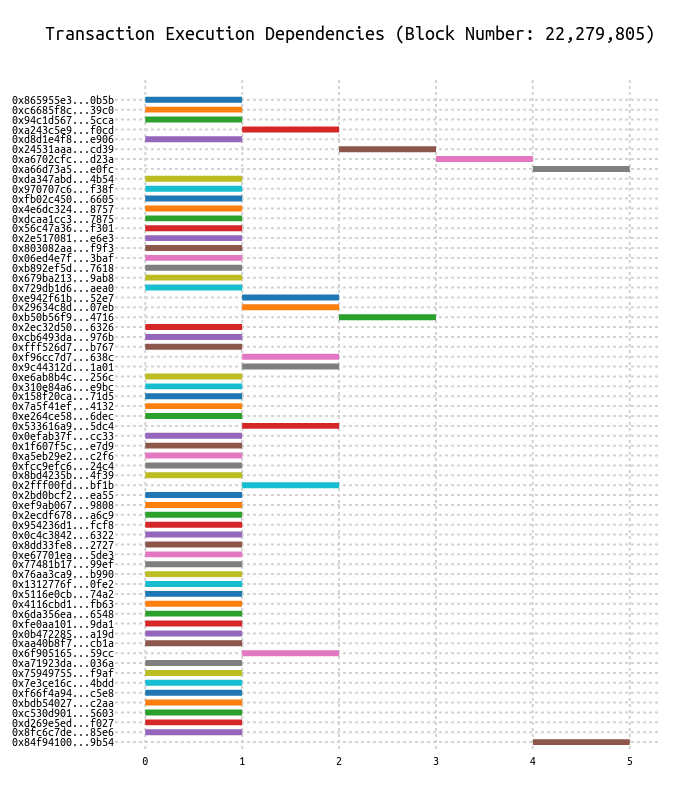 Transaction Execution Dependencies (Block Number: 22,279,805)
0x865955e3...0b5b
0xc6685f8c...39c0
0x94c1d567...5cca
0xa243c5e9...f0cd
0xd8d1e4f8...e906
0x24531aaa...cd39
0xa6702cfc...d23a
0xa66d73a5...e0fc
0xda347abd...4b54
0x970707c6...f38f
0xfb02c450...6605
0x4e6dc324...8757
0xdcaa1cc3...7875
0x56c47a36...f301
0x2e517081...e6e3
0x803082aa...f9f3
0x06ed4e7f...3baf
0xb892ef5d...7618
0x679ba213...9ab8
0x729db1d6...aea0
0xe942f61b...52e7
0x29634c8d...07eb
0xb50b56f9...4716
0x2ec32d50...6326
0xcb6493da...976b
0xfff526d7...b767
0xf96cc7d7...638c
0x9c44312d...1a01
0xe6ab8b4c...256c
0x310e84a6...e9bc
0x158f20ca...71d5
0x7a5f41ef...4132
0xe264ce58...6dec
0x533616a9...5dc4
0x0efab37f...cc33
0x1f607f5c...e7d9
0xa5eb29e2...c2f6
0xfcc9efc6...24c4
0x8bd4235b...4f39
0x2fff00fd...bf1b
0x2bd0bcf2...ea55
0xef9ab067...9808
0x2ecdf678...a6c9
0x954236d1...fcf8
0x0c4c3842...6322
0x8dd33fe8...2727
0xe67701ea...5de3
0x77481b17...99ef
0x76aa3ca9...b990
0x1312776f...0fe2
0x5116e0cb...74a2
0x4116cbd1...fb63
0x6da356ea...6548
0xfe0aa101...9da1
0x0b472285...a19d
0xaa40b8f7...cb1a
0x6f905165...59cc
0xa71923da...036a
0x75949755...f9af
0x7e3ce16c...4bdd
0xf66f4a94...c5e8
0xbdb54027...c2aa
0xc530d901...5603
0xd269e5ed...f027
0x8fc6c7de...85e6
0x84f94100...9b54
0 1 2 3 4 5